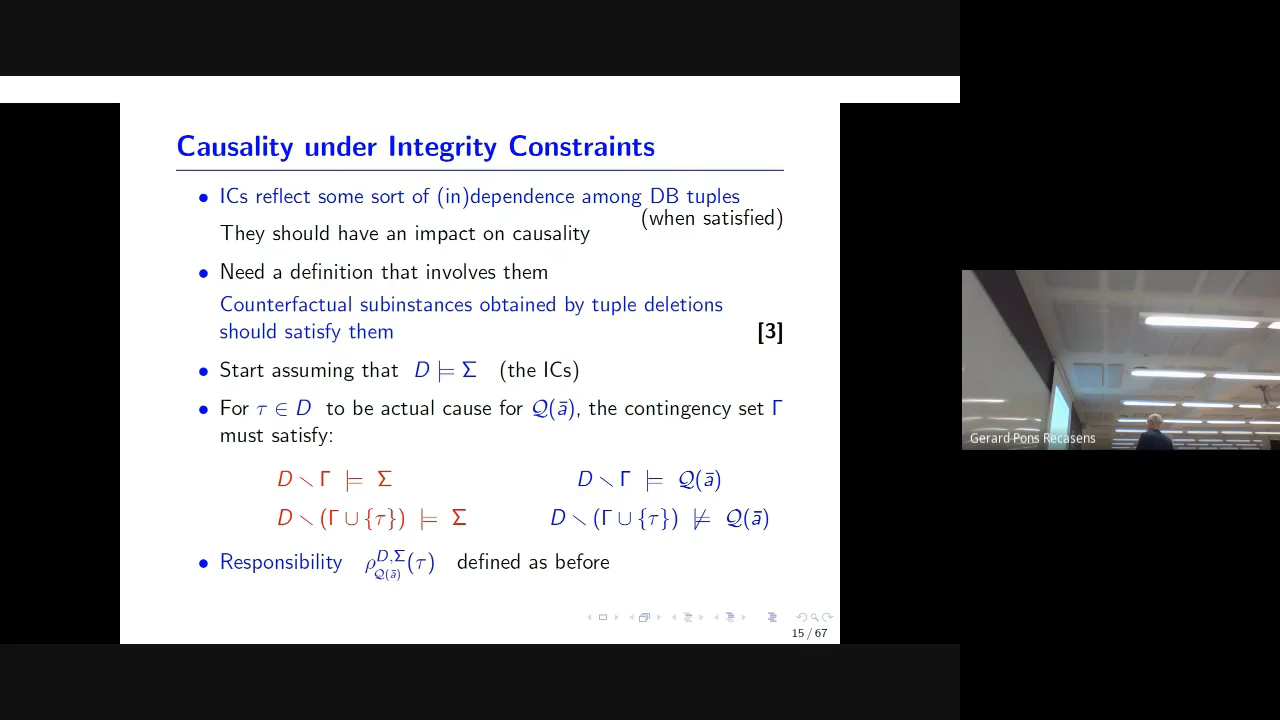 Causality under Integrity Constraints
• ICs reflect some sort of (in)dependence among DB tuples
(when satisfied)
They should have an impact on causality
• Need a definition that involves them
Counterfactual subinstances obtained by tuple deletions
should satisfy them [3]
• Start assuming that D ⊨ Σ (the ICs)
• For τ ∈ D to be actual cause for Q(ā), the contingency set Γ
must satisfy:
D ∖ Γ ⊨ Σ D ∖ Γ ⊨ Q(ā)
D ∖ (Γ ∪ {τ}) ⊨ Σ D ∖ (Γ ∪ {τ}) ⊭ Q(ā)
• Responsibility ρ^{D,Σ}_{Q(ā)}(τ) defined as before
15 / 67
Gerard Pons Recasens